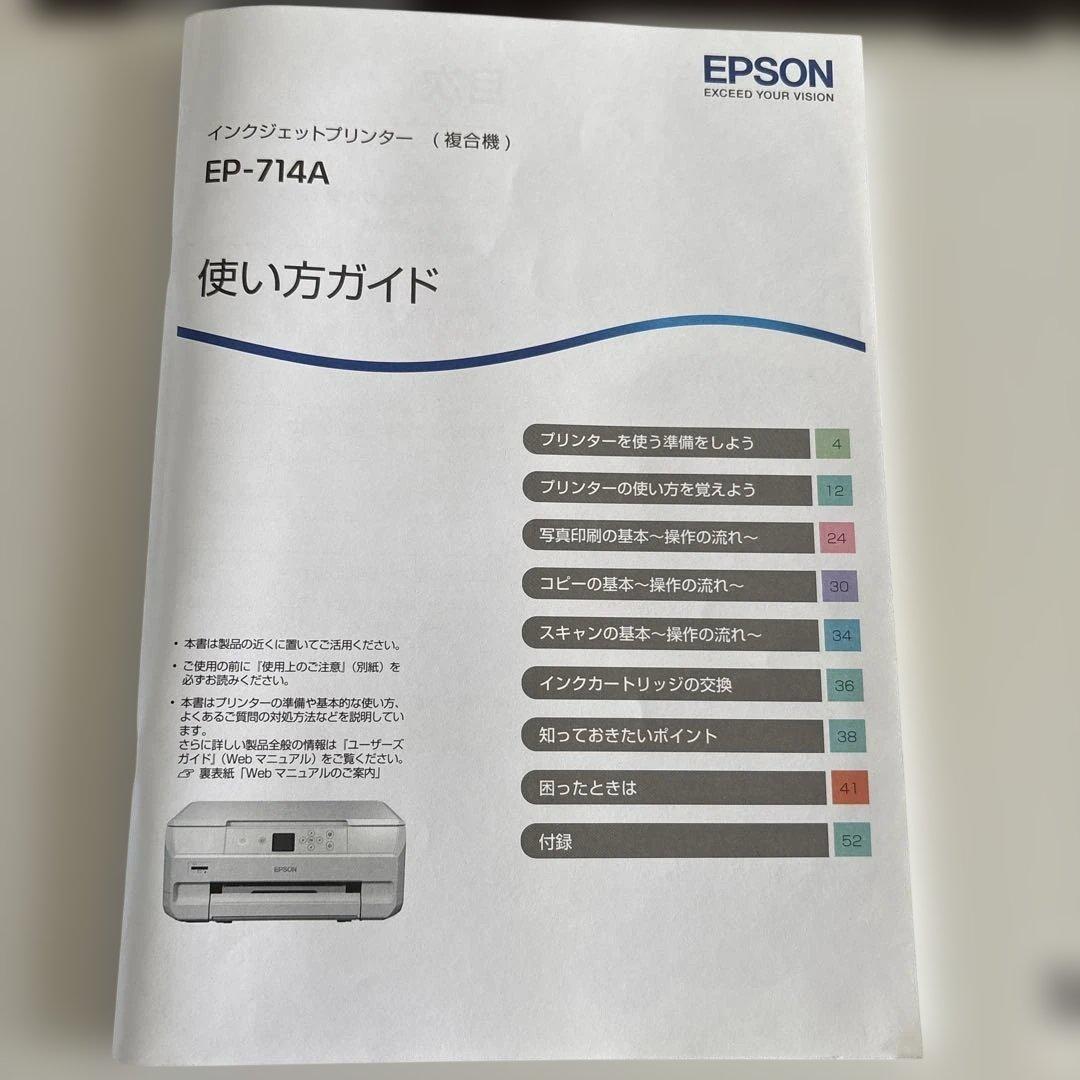 EPSON
EXCEED YOUR VISION
インクジェットプリンター (複合機)
EP-714A
使い方ガイド
プリンターを使う準備をしよう 4
プリンターの使い方を覚えよう 12
写真印刷の基本～操作の流れ～ 24
コピーの基本～操作の流れ～ 30
スキャンの基本～操作の流れ～ 34
インクカートリッジの交換 36
知っておきたいポイント 38
困ったときは 41
付録 52
・本書は製品の近くに置いてご活用ください。
・ご使用の前に『使用上のご注意』（別紙）を
必ずお読みください。
・本書はプリンターの準備や基本的な使い方、
よくあるご質問の対処方法などを説明してい
ます。
さらに詳しい製品全般の情報は『ユーザーズ
ガイド』（Web マニュアル）をご覧ください。
☞ 裏表紙「Web マニュアルのご案内」
EPSON